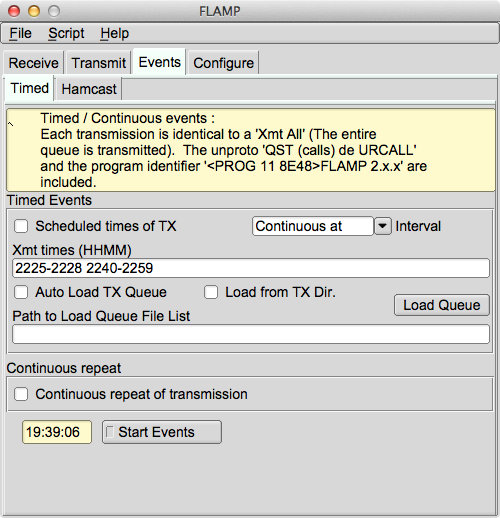 FLAMP
File Script Help
Receive Transmit Events Configure
Timed Hamcast
Timed / Continuous events :
Each transmission is identical to a 'Xmt All' (The entire
queue is transmitted).  The unproto 'QST (calls) de URCALL'
and the program identifier '<PROG 11 8E48>FLAMP 2.x.x' are
included.
Timed Events
Scheduled times of TX Continuous at Interval
Xmt times (HHMM)
2225-2228 2240-2259
Auto Load TX Queue Load from TX Dir. Load Queue
Path to Load Queue File List
Continuous repeat
Continuous repeat of transmission
19:39:06 Start Events